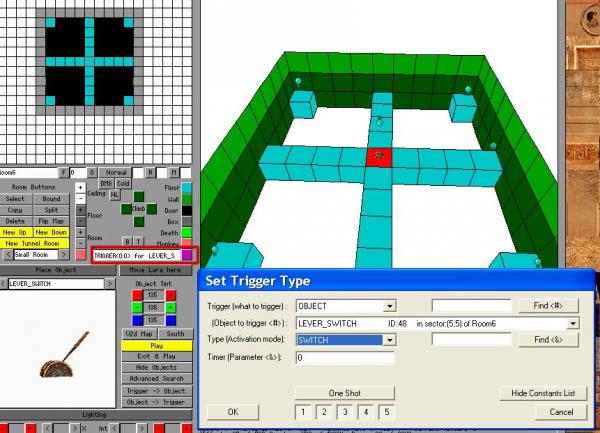 Room6
F
0
0
Normal
R
M
DMG
Cold
Room Buttons
Ceiling
NL
Floor
Select
Bound
Wall
Copy
Split
Climb
Door
Delete
Flip Map
Floor
Box
New Up
New Down
Death
New Tunnel Room
Room
B
T
Monkey
<
Small Room
>
TRIGGER(0:0) for LEVER_S
Place Object
Move Lara here
LEVER_SWITCH
Object Tint
- 135 +
- 135 +
- 135 +
U2d Map
South
Play
Exit & Play
Hide Objects
Advanced Search
Trigger -> Object
Object -> Trigger
Lighting
X
Int
<
>
Set Trigger Type
Trigger (what to trigger) :
OBJECT
Find <#>
(Object to trigger <#>)
LEVER_SWITCH ID:48 in sector:(5,5) of Room6
Type (Activation mode):
SWITCH
Find <&>
Timer (Parameter <&>)
0
One Shot
Hide Constants List
OK
1 2 3 4 5
Cancel